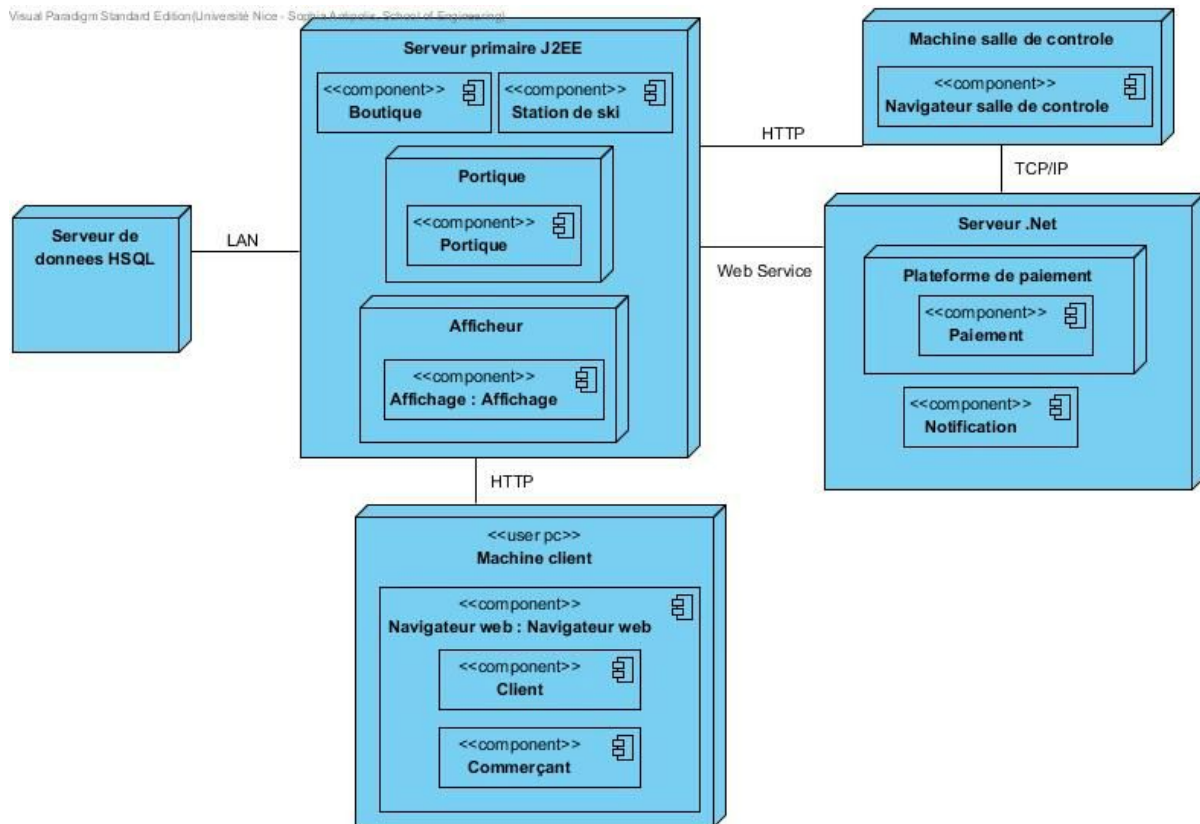 Visual Paradigm Standard Edition(Université Nice - Sophia Antipolis, School of Engineering)
Serveur primaire J2EE
<<component>>
Boutique
<<component>>
Station de ski
Portique
<<component>>
Portique
Afficheur
<<component>>
Affichage : Affichage
Machine salle de controle
<<component>>
Navigateur salle de controle
HTTP
TCP/IP
Serveur de
donnees HSQL
LAN
Web Service
Serveur .Net
Plateforme de paiement
<<component>>
Paiement
<<component>>
Notification
HTTP
<<user pc>>
Machine client
<<component>>
Navigateur web : Navigateur web
<<component>>
Client
<<component>>
Commerçant